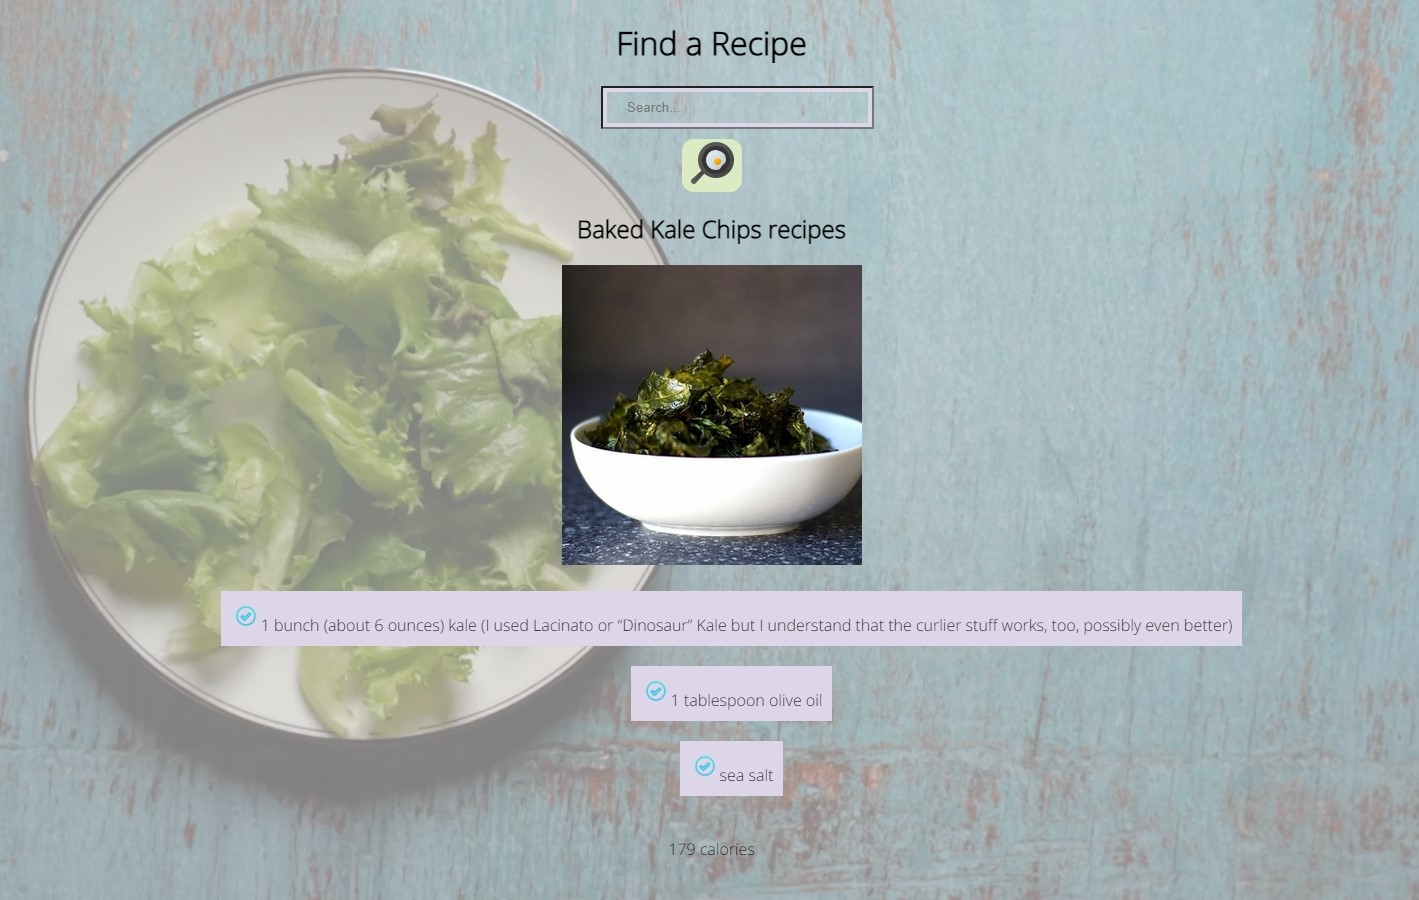 Find a Recipe
Search...
Baked Kale Chips recipes
1 bunch (about 6 ounces) kale (I used Lacinato or “Dinosaur” Kale but I understand that the curlier stuff works, too, possibly even better)
1 tablespoon olive oil
sea salt
179 calories